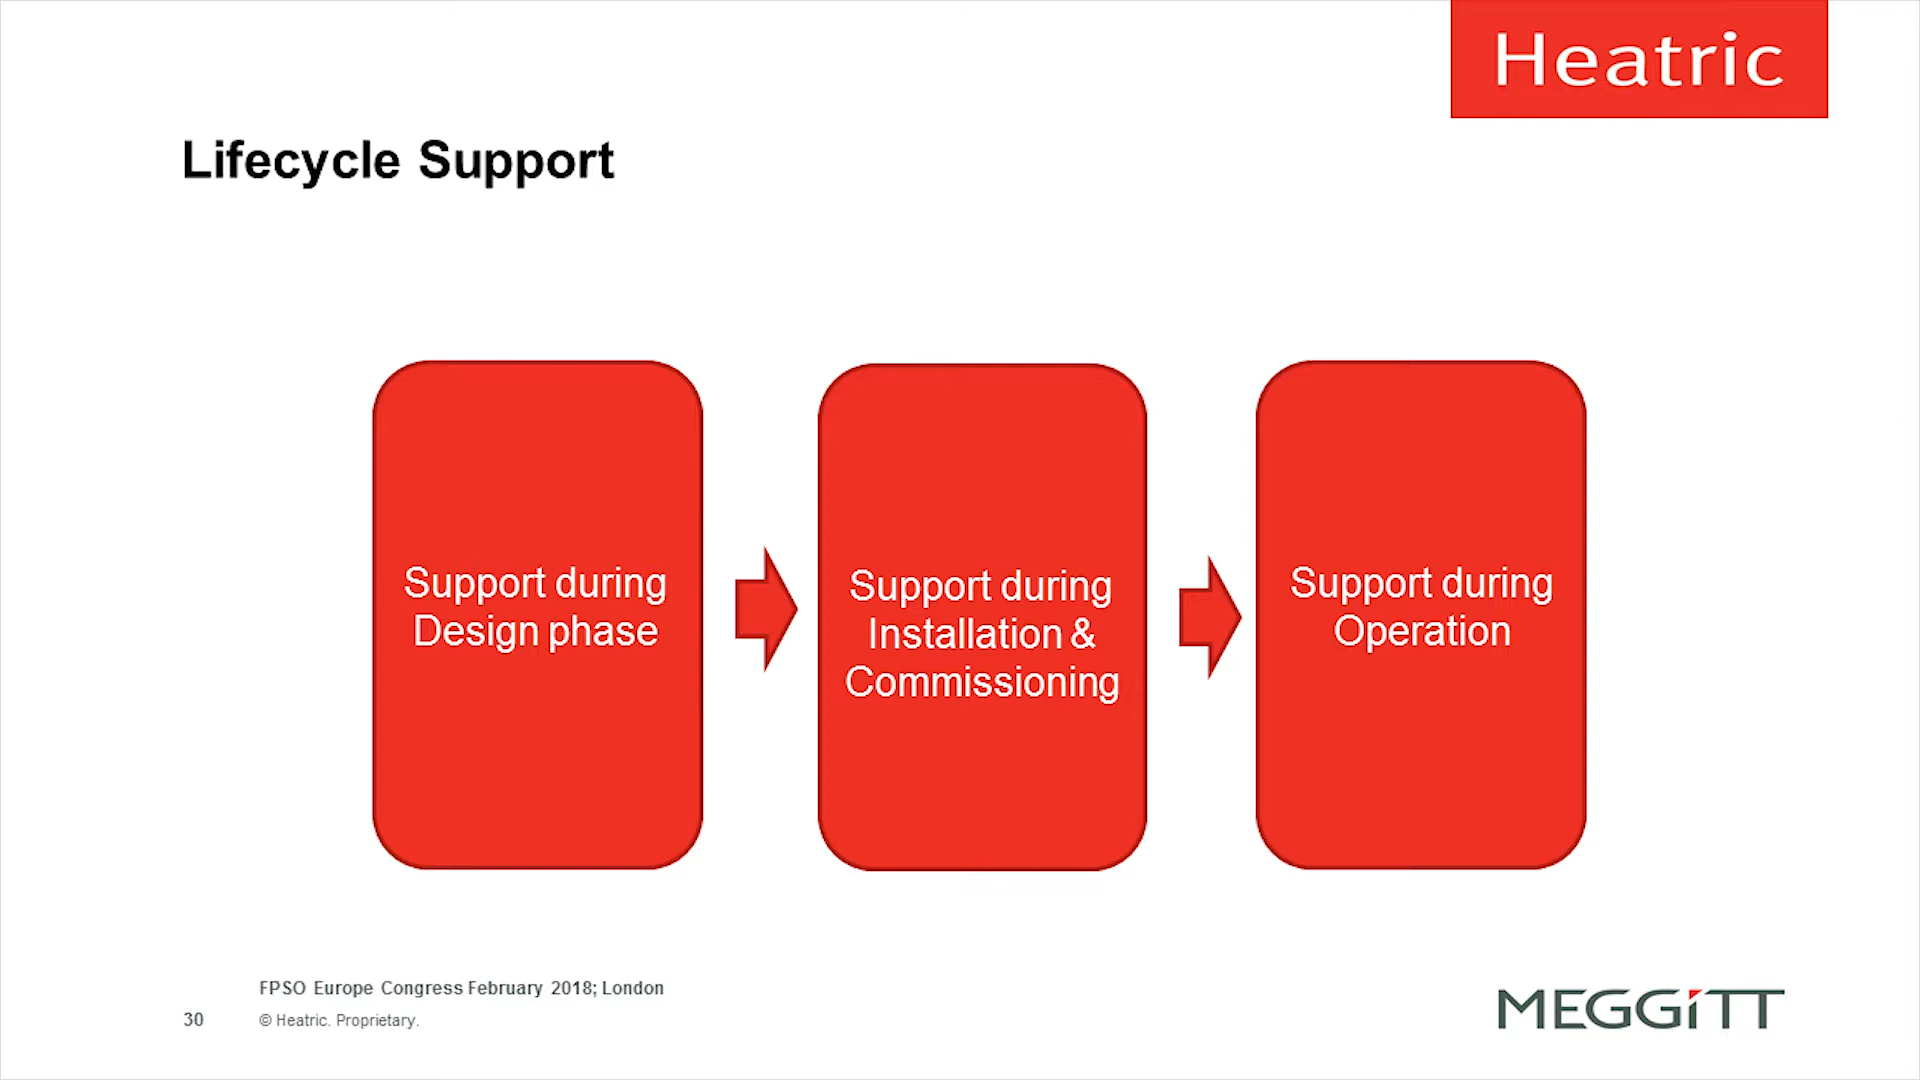 Heatric
Lifecycle Support
Support during
Design phase
Support during
Installation &
Commissioning
Support during
Operation
FPSO Europe Congress February 2018; London
30
© Heatric. Proprietary.
MEGGiTT